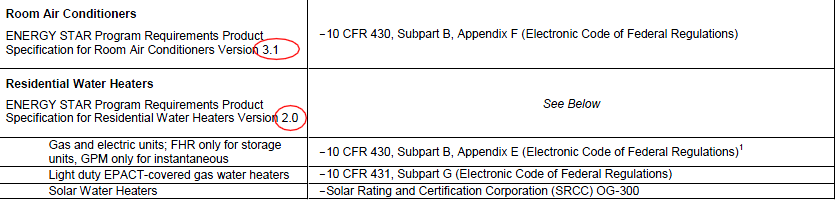 Room Air Conditioners
ENERGY STAR Program Requirements Product
Specification for Room Air Conditioners Version 3.1
–10 CFR 430, Subpart B, Appendix F (Electronic Code of Federal Regulations)
Residential Water Heaters
ENERGY STAR Program Requirements Product
Specification for Residential Water Heaters Version 2.0
See Below
Gas and electric units; FHR only for storage
units, GPM only for instantaneous
–10 CFR 430, Subpart B, Appendix E (Electronic Code of Federal Regulations)¹
Light duty EPACT-covered gas water heaters
–10 CFR 431, Subpart G (Electronic Code of Federal Regulations)
Solar Water Heaters
–Solar Rating and Certification Corporation (SRCC) OG-300